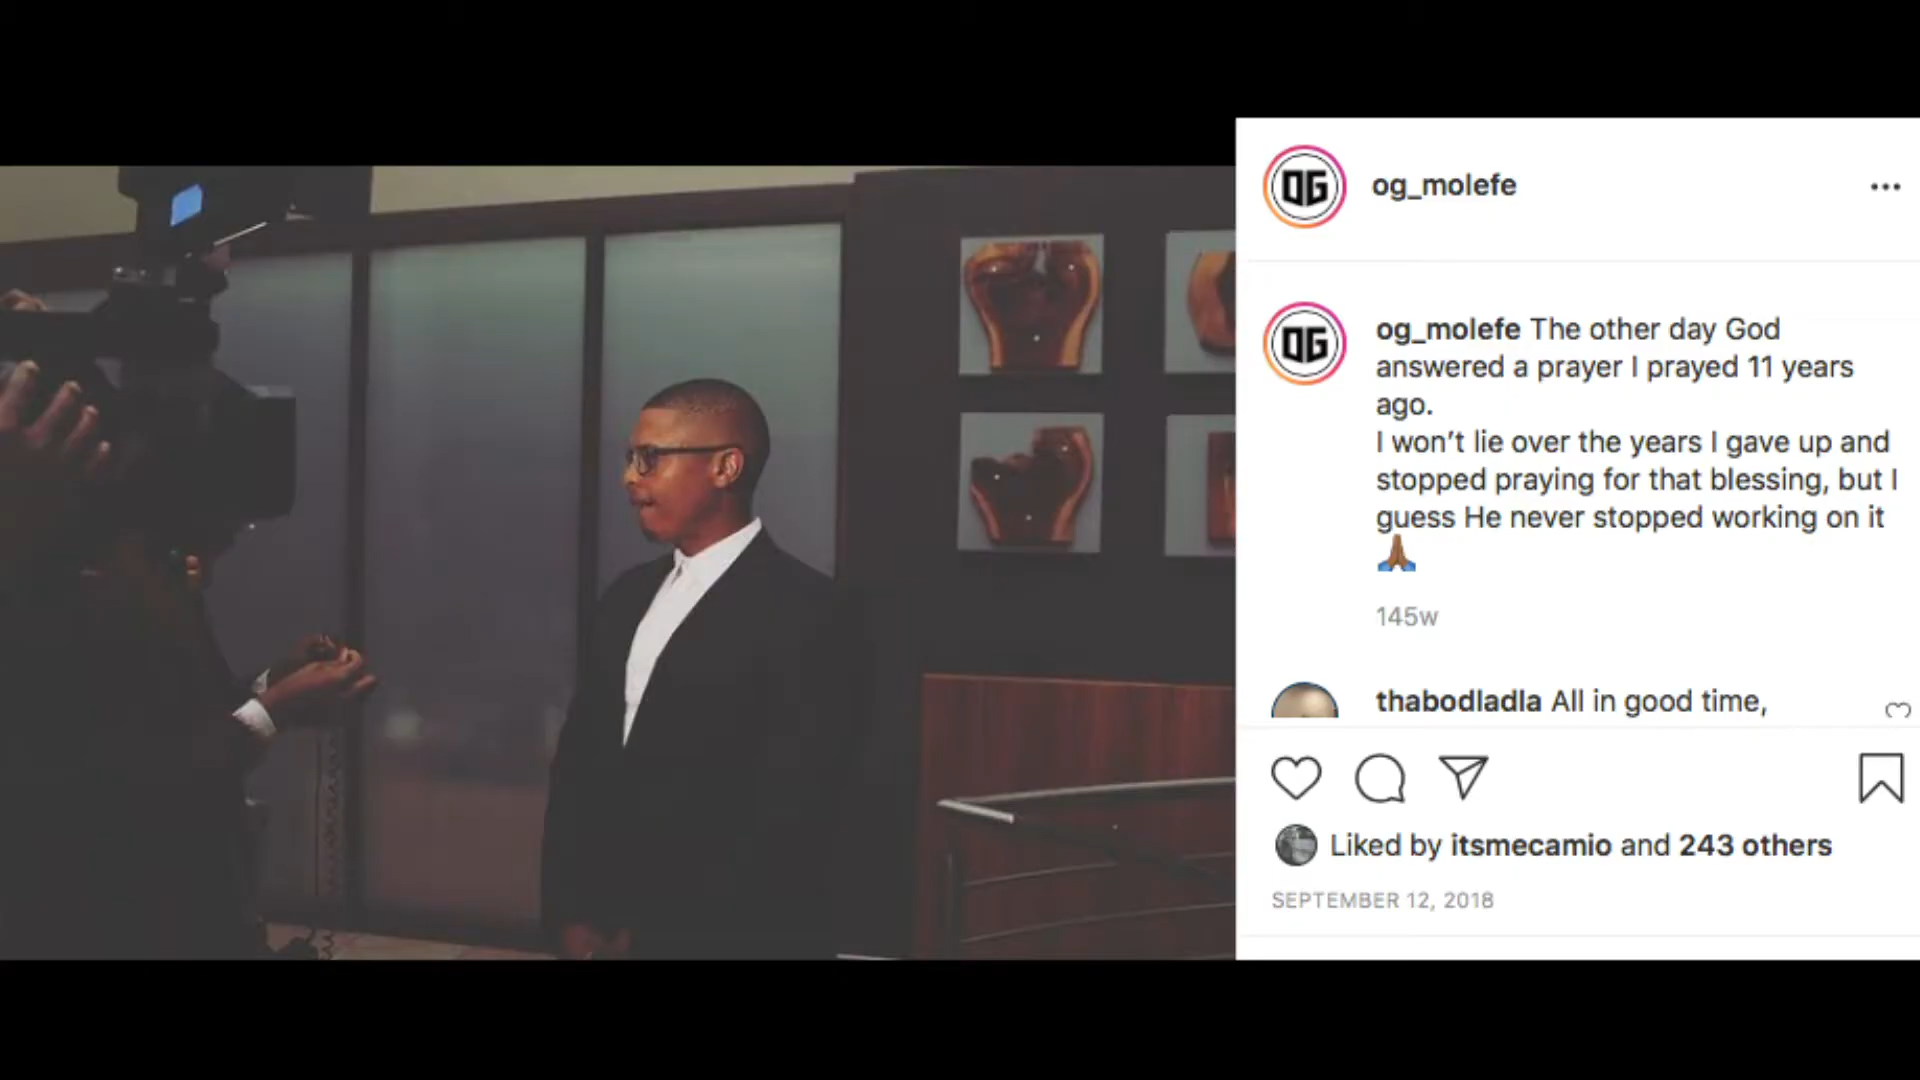 OG
og_molefe
OG
og_molefe The other day God
answered a prayer I prayed 11 years
ago.
I won’t lie over the years I gave up and
stopped praying for that blessing, but I
guess He never stopped working on it
🙏🏾
145w
thabodladla All in good time,
Liked by itsmecamio and 243 others
SEPTEMBER 12, 2018